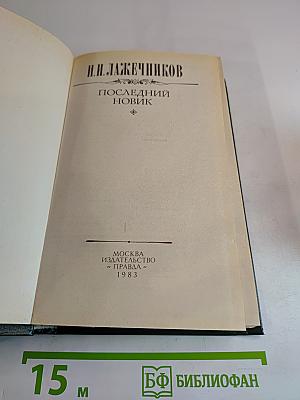 И.И.ЛАЖЕЧНИКОВ
ПОСЛЕДНИЙ
НОВИК
МОСКВА
ИЗДАТЕЛЬСТВО
«ПРАВДА»
1983
15 м
БФ БИБЛИОФАН